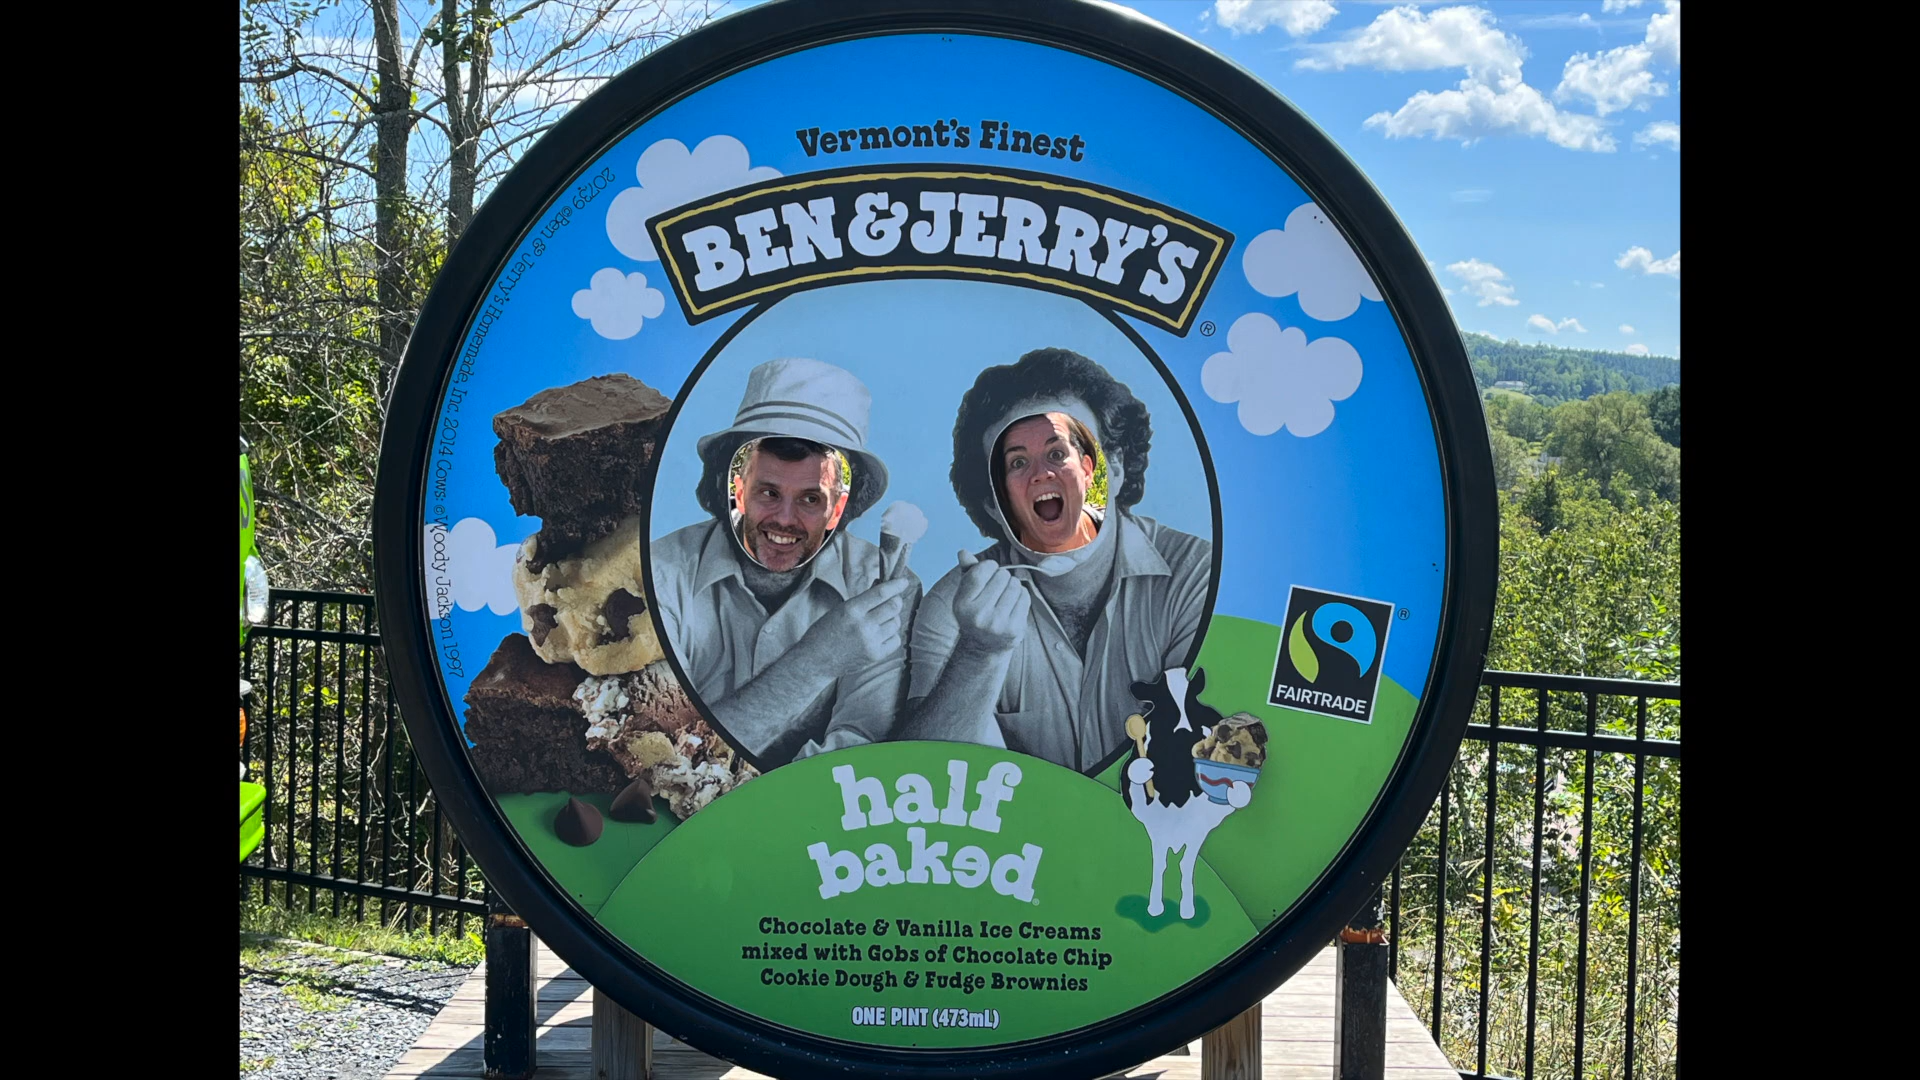 Vermont's Finest
BEN & JERRY'S
®
20739 ©Ben & Jerry's Homemade, Inc. 2014 Cows: ©Woody Jackson 1997
FAIRTRADE
®
half
baked
®
Chocolate & Vanilla Ice Creams
mixed with Gobs of Chocolate Chip
Cookie Dough & Fudge Brownies
ONE PINT (473mL)